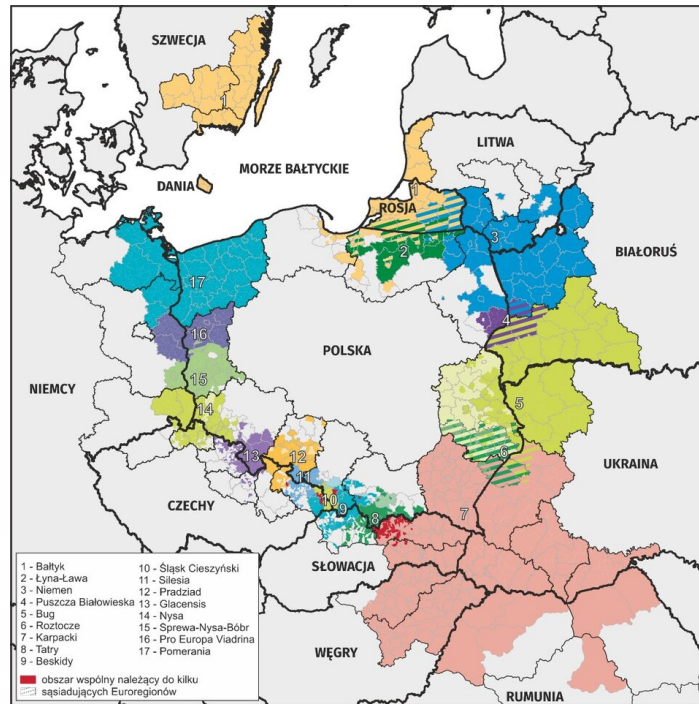 SZWECJA
1
LITWA
MORZE BAŁTYCKIE
DANIA
1
ROSJA
3
2
BIAŁORUŚ
17
4
16
POLSKA
15
NIEMCY
5
14
6
UKRAINA
13
12
11
10
9
8
7
CZECHY
SŁOWACJA
WĘGRY
RUMUNIA
1 - Bałtyk
2 - Łyna-Ława
3 - Niemen
4 - Puszcza Białowieska
5 - Bug
6 - Roztocze
7 - Karpacki
8 - Tatry
9 - Beskidy
10 - Śląsk Cieszyński
11 - Silesia
12 - Pradziad
13 - Glacensis
14 - Nysa
15 - Sprewa-Nysa-Bóbr
16 - Pro Europa Viadrina
17 - Pomerania
obszar wspólny należący do kilku
sąsiadujących Euroregionów